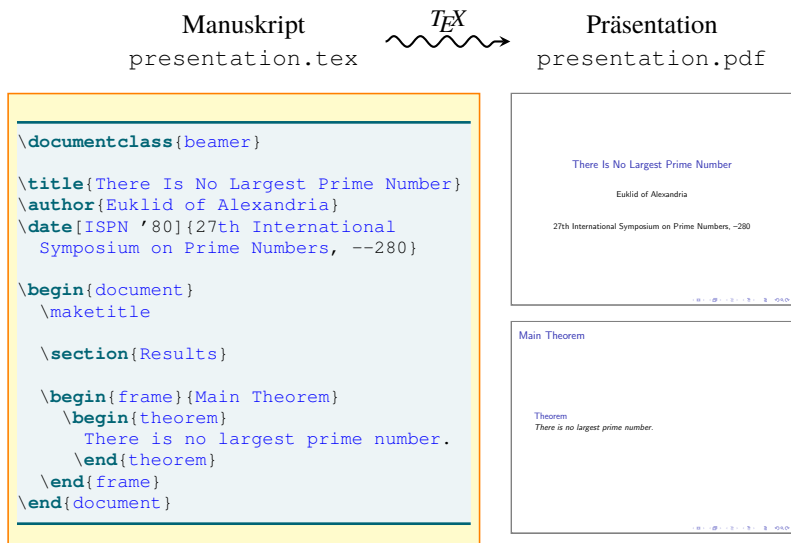 Manuskript
presentation.tex
TEX
Präsentation
presentation.pdf
\documentclass{beamer}
\title{There Is No Largest Prime Number}
\author{Euklid of Alexandria}
\date[ISPN ’80]{27th International
Symposium on Prime Numbers, --280}
\begin{document}
\maketitle
\section{Results}
\begin{frame}{Main Theorem}
\begin{theorem}
There is no largest prime number.
\end{theorem}
\end{frame}
\end{document}
There Is No Largest Prime Number
Euklid of Alexandria
27th International Symposium on Prime Numbers, –280
Main Theorem
Theorem
There is no largest prime number.